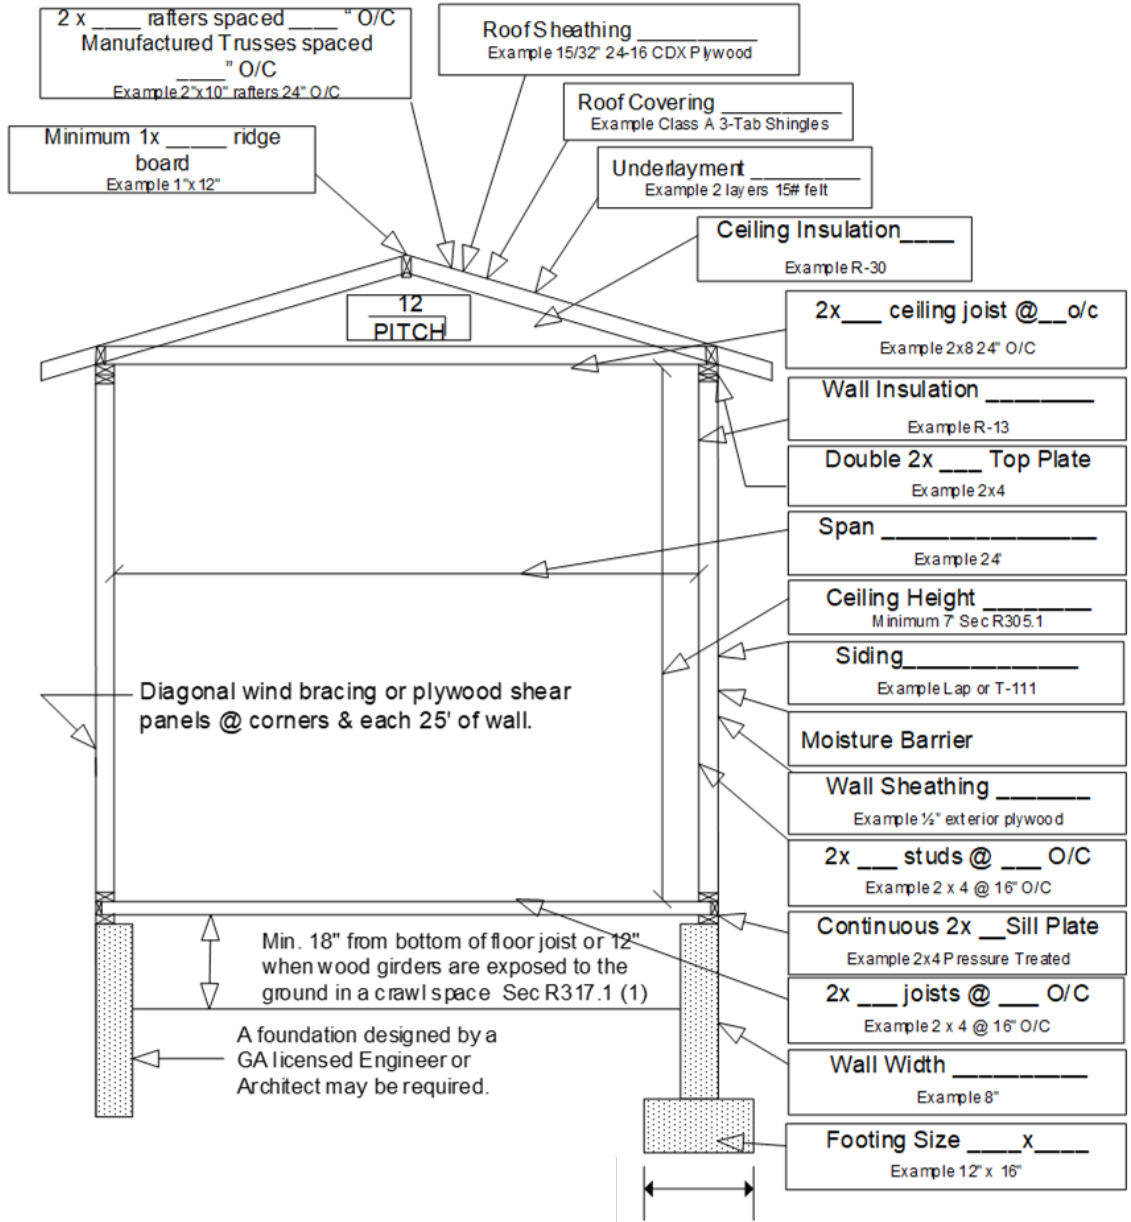 2 x ____ rafters spaced ____ " O/C
Manufactured Trusses spaced
____" O/C
Example 2"x10" rafters 24" O/C
Roof Sheathing __________
Example 15/32" 24-16 CDX Plywood
Roof Covering __________
Example Class A 3-Tab Shingles
Minimum 1x _____ ridge
board
Example 1"x12"
Underlayment _________
Example 2 layers 15# felt
Ceiling Insulation____
Example R-30
12
PITCH
2x___ ceiling joist @__o/c
Example 2x8 24" O/C
Wall Insulation ________
Example R-13
Double 2x ___ Top Plate
Example 2x4
Span ________________
Example 24'
Ceiling Height ________
Minimum 7' Sec R305.1
Siding_____________
Example Lap or T-111
Diagonal wind bracing or plywood shear
panels @ corners & each 25' of wall.
Moisture Barrier
Wall Sheathing _______
Example ½" exterior plywood
2x ___ studs @ ___ O/C
Example 2 x 4 @ 16" O/C
Continuous 2x __Sill Plate
Example 2x4 Pressure Treated
Min. 18" from bottom of floor joist or 12"
when wood girders are exposed to the
ground in a crawl space Sec R317.1 (1)
2x ___ joists @ ___ O/C
Example 2 x 4 @ 16" O/C
A foundation designed by a
GA licensed Engineer or
Architect may be required.
Wall Width __________
Example 8"
Footing Size ____x____
Example 12" x 16"